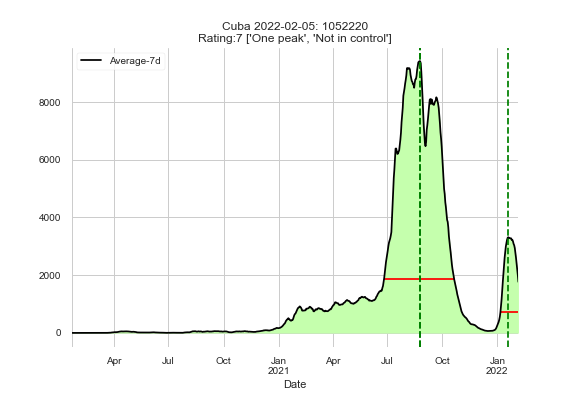 Cuba 2022-02-05: 1052220
Rating:7 ['One peak', 'Not in control']
Average-7d
8000
6000
4000
2000
0
Apr
Jul
Oct
Jan
2021
Apr
Jul
Oct
Jan
2022
Date